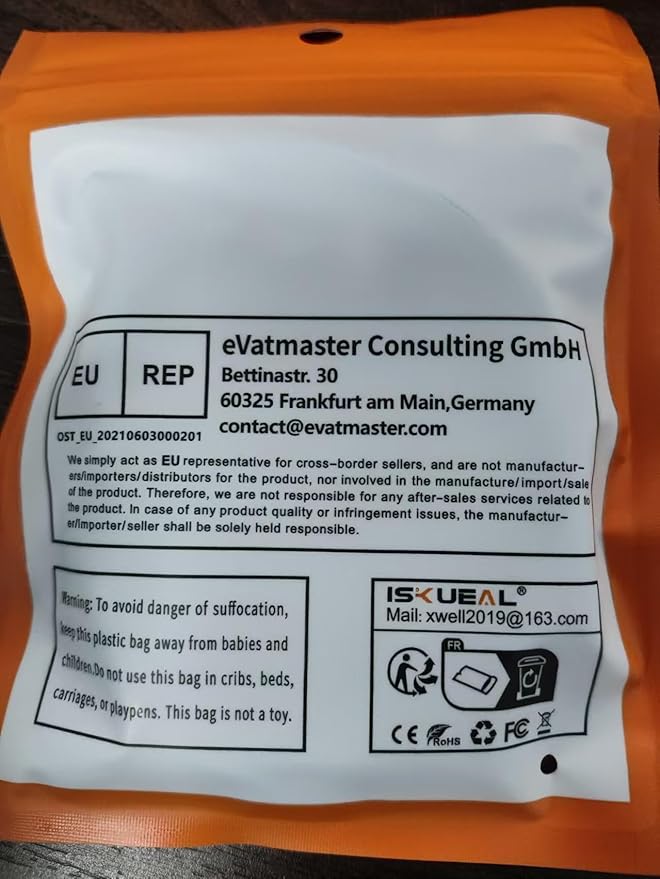 EU REP
eVatmaster Consulting GmbH
Bettinastr. 30
60325 Frankfurt am Main,Germany
contact@evatmaster.com
OST_EU_20210603000201
We simply act as EU representative for cross-border sellers, and are not manufactur-
ers/importers/distributors for the product, nor involved in the manufacture/import/sale
of the product. Therefore, we are not responsible for any after-sales services related to
the product. In case of any product quality or infringement issues, the manufactur-
er/importer/seller shall be solely held responsible.
Warning: To avoid danger of suffocation,
keep this plastic bag away from babies and
children.Do not use this bag in cribs, beds,
carriages, or playpens. This bag is not a toy.
ISKUEAL®
Mail: xwell2019@163.com
FR
CE RoHS FC